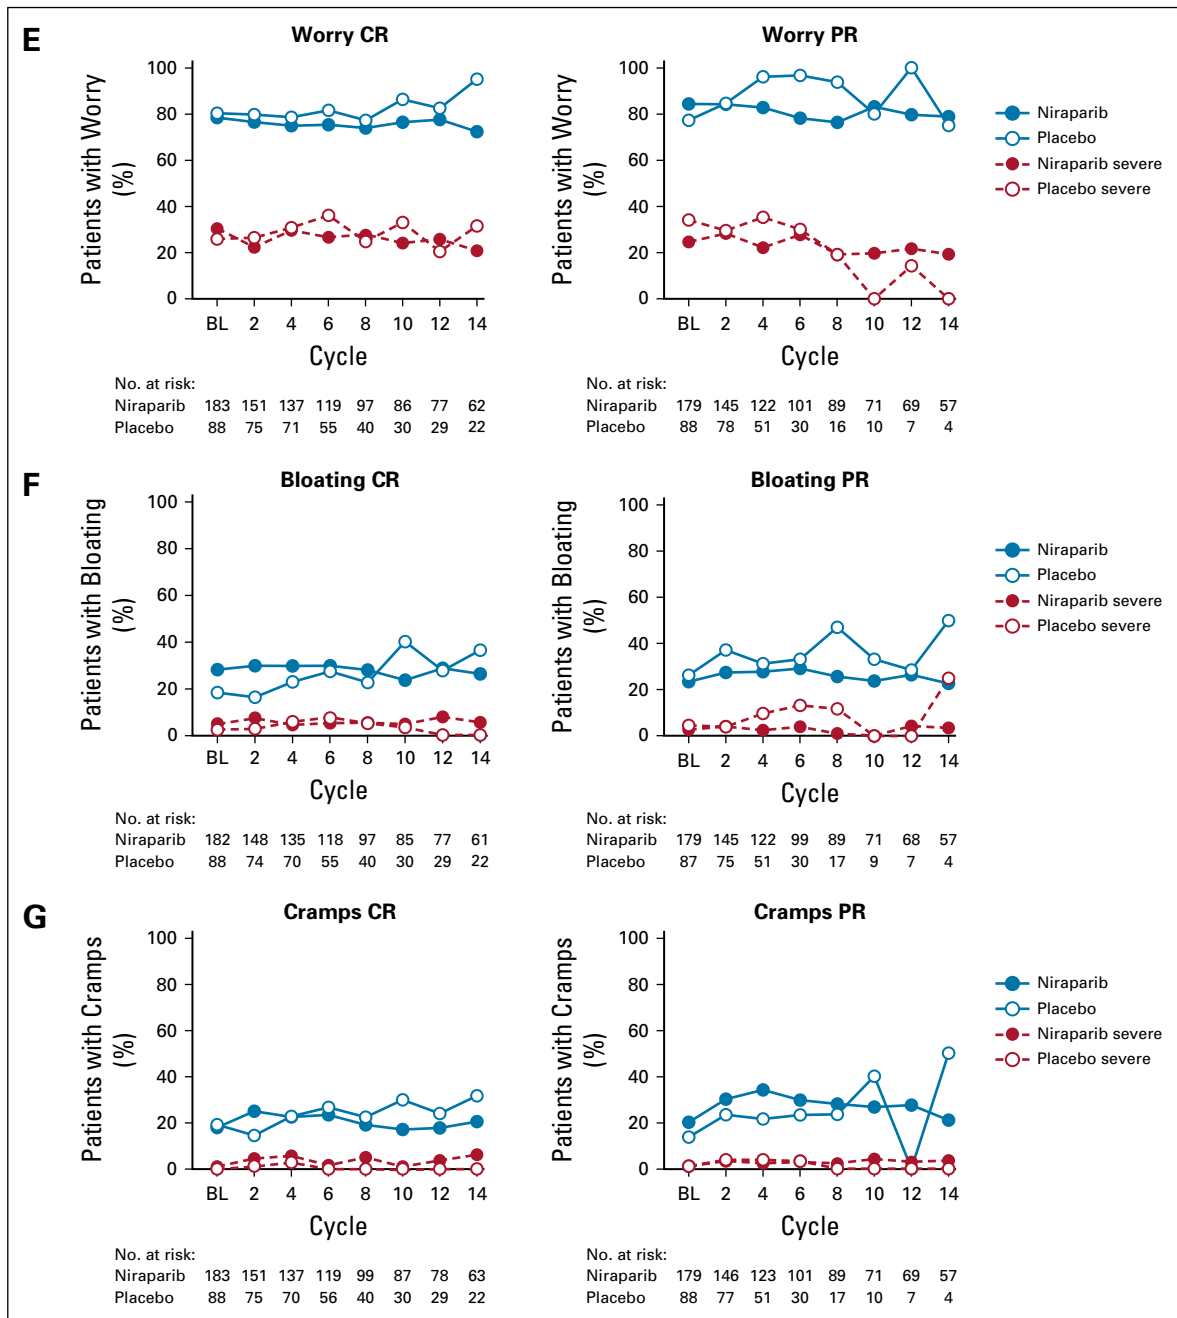 E
Worry CR
Patients with Worry
(%)
100
80
60
40
20
0
BL 2 4 6 8 10 12 14
Cycle
No. at risk:
Niraparib 183 151 137 119 97 86 77 62
Placebo 88 75 71 55 40 30 29 22
Worry PR
Patients with Worry
(%)
100
80
60
40
20
0
BL 2 4 6 8 10 12 14
Cycle
No. at risk:
Niraparib 179 145 122 101 89 71 69 57
Placebo 88 78 51 30 16 10 7 4
Niraparib
Placebo
Niraparib severe
Placebo severe
F
Bloating CR
Patients with Bloating
(%)
100
80
60
40
20
0
BL 2 4 6 8 10 12 14
Cycle
No. at risk:
Niraparib 182 148 135 118 97 85 77 61
Placebo 88 74 70 55 40 30 29 22
Bloating PR
Patients with Bloating
(%)
100
80
60
40
20
0
BL 2 4 6 8 10 12 14
Cycle
No. at risk:
Niraparib 179 145 122 99 89 71 68 57
Placebo 87 75 51 30 17 9 7 4
Niraparib
Placebo
Niraparib severe
Placebo severe
G
Cramps CR
Patients with Cramps
(%)
100
80
60
40
20
0
BL 2 4 6 8 10 12 14
Cycle
No. at risk:
Niraparib 183 151 137 119 99 87 78 63
Placebo 88 75 70 56 40 30 29 22
Cramps PR
Patients with Cramps
(%)
100
80
60
40
20
0
BL 2 4 6 8 10 12 14
Cycle
No. at risk:
Niraparib 179 146 123 101 89 71 69 57
Placebo 88 77 51 30 17 10 7 4
Niraparib
Placebo
Niraparib severe
Placebo severe